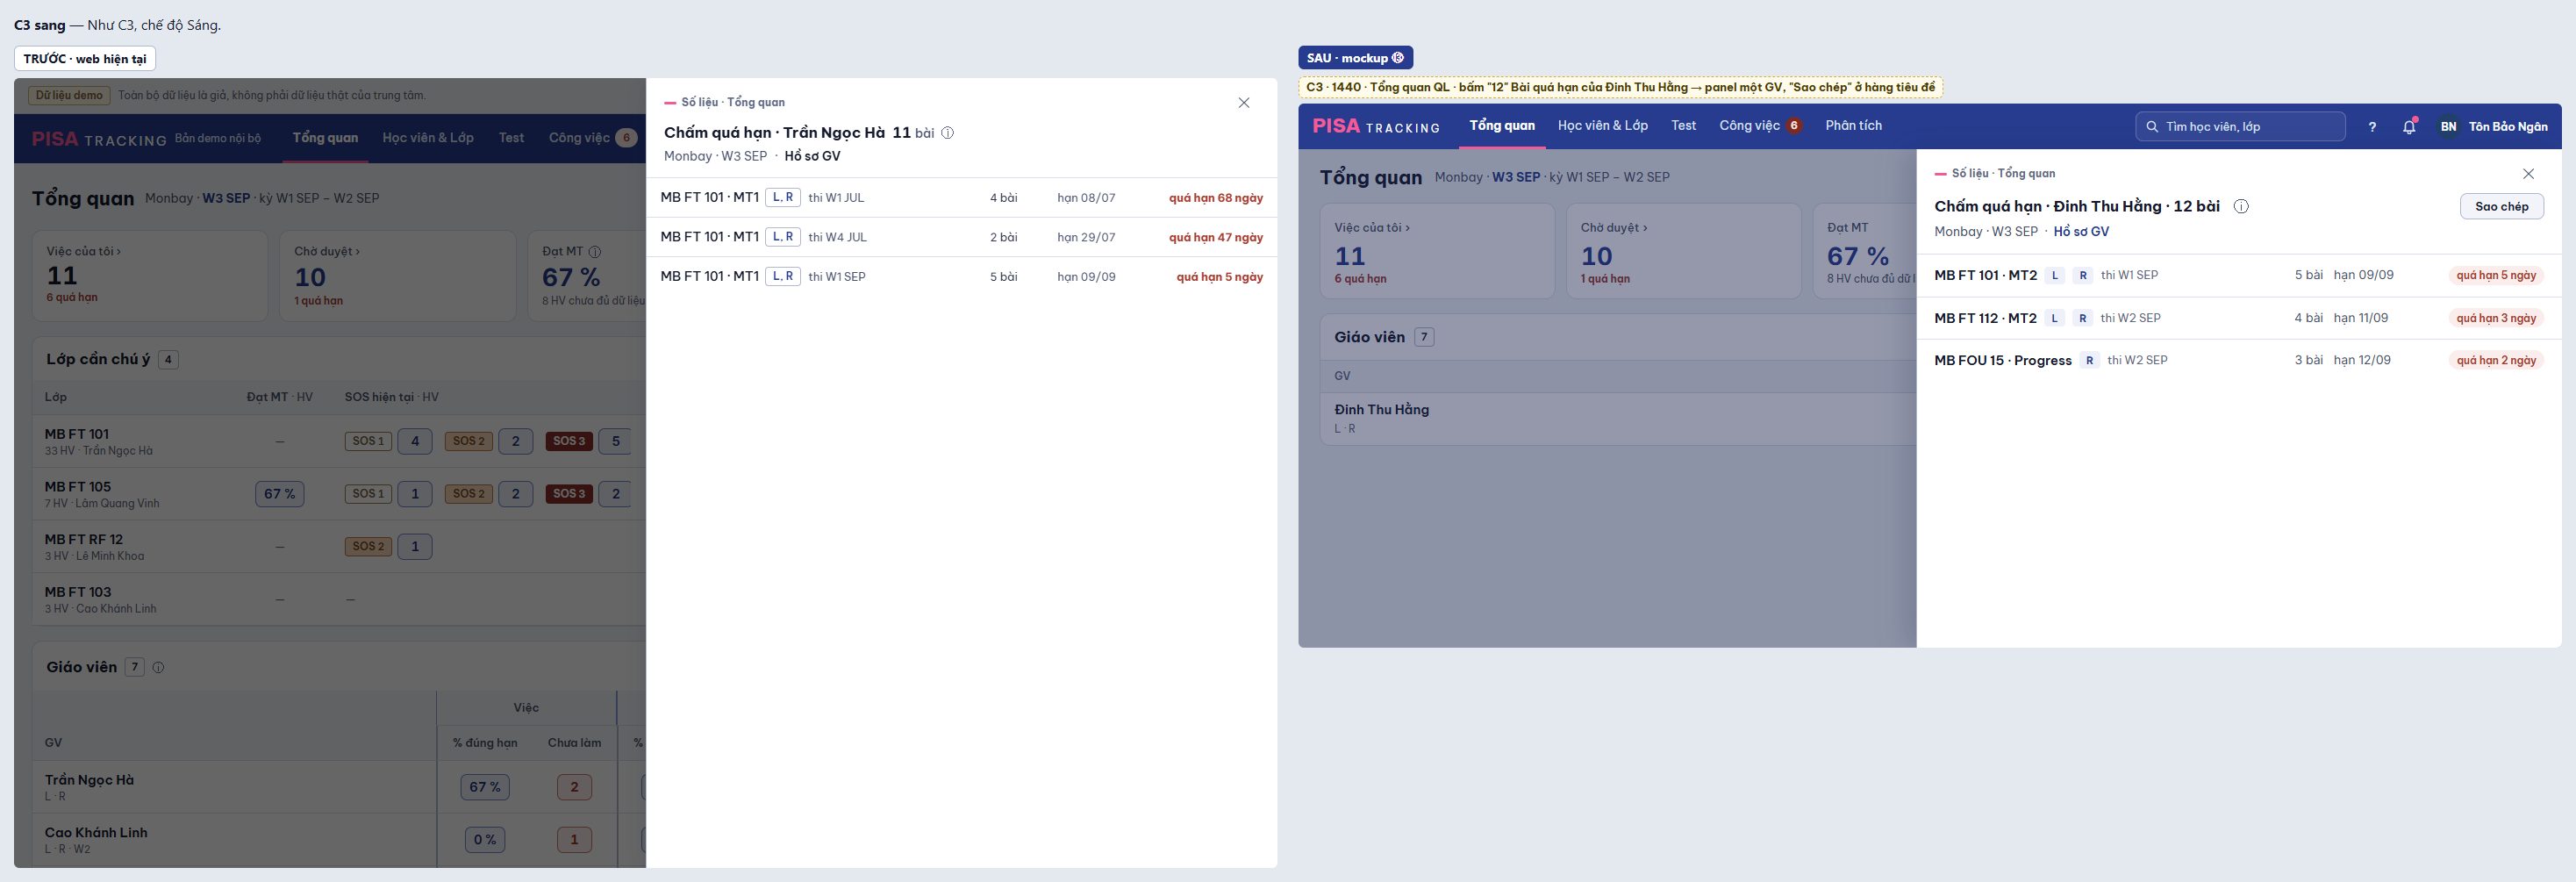 C3 sang — Như C3, chế độ Sáng.
TRƯỚC · web hiện tại
Dữ liệu demo Toàn bộ dữ liệu là giả, không phải dữ liệu thật của trung tâm.
PISA TRACKING Bản demo nội bộ Tổng quan Học viên & Lớp Test Công việc 6
Tổng quan Monbay · W3 SEP · kỳ W1 SEP – W2 SEP
Việc của tôi › Chờ duyệt › Đạt MT ⓘ
11 10 67 %
6 quá hạn 1 quá hạn 8 HV chưa đủ dữ liệu
Lớp cần chú ý 4
Lớp Đạt MT · HV SOS hiện tại · HV
MB FT 101 — SOS 1 4 SOS 2 2 SOS 3 5
33 HV · Trần Ngọc Hà
MB FT 105 67 % SOS 1 1 SOS 2 2 SOS 3 2
7 HV · Lâm Quang Vinh
MB FT RF 12 — SOS 2 1
3 HV · Lê Minh Khoa
MB FT 103 — —
3 HV · Cao Khánh Linh
Giáo viên 7 ⓘ
Việc
GV % đúng hạn Chưa làm %
Trần Ngọc Hà 67 % 2
L · R
Cao Khánh Linh 0 % 1
L · R · W2
Số liệu · Tổng quan
Chấm quá hạn · Trần Ngọc Hà 11 bài ⓘ
Monbay · W3 SEP · Hồ sơ GV
MB FT 101 · MT1 L, R thi W1 JUL 4 bài hạn 08/07 quá hạn 68 ngày
MB FT 101 · MT1 L, R thi W4 JUL 2 bài hạn 29/07 quá hạn 47 ngày
MB FT 101 · MT1 L, R thi W1 SEP 5 bài hạn 09/09 quá hạn 5 ngày
SAU · mockup ⑬
C3 · 1440 · Tổng quan QL · bấm "12" Bài quá hạn của Đinh Thu Hằng → panel một GV, "Sao chép" ở hàng tiêu đề
PISA TRACKING Tổng quan Học viên & Lớp Test Công việc 6 Phân tích Tìm học viên, lớp ? BN Tôn Bảo Ngân
Tổng quan Monbay · W3 SEP · kỳ W1 SEP – W2 SEP
Việc của tôi › Chờ duyệt › Đạt MT
11 10 67 %
6 quá hạn 1 quá hạn 8 HV chưa đủ dữ l
Giáo viên 7
GV
Đinh Thu Hằng
L · R
Số liệu · Tổng quan
Chấm quá hạn · Đinh Thu Hằng · 12 bài ⓘ Sao chép
Monbay · W3 SEP · Hồ sơ GV
MB FT 101 · MT2 L R thi W1 SEP 5 bài hạn 09/09 quá hạn 5 ngày
MB FT 112 · MT2 L R thi W2 SEP 4 bài hạn 11/09 quá hạn 3 ngày
MB FOU 15 · Progress R thi W2 SEP 3 bài hạn 12/09 quá hạn 2 ngày